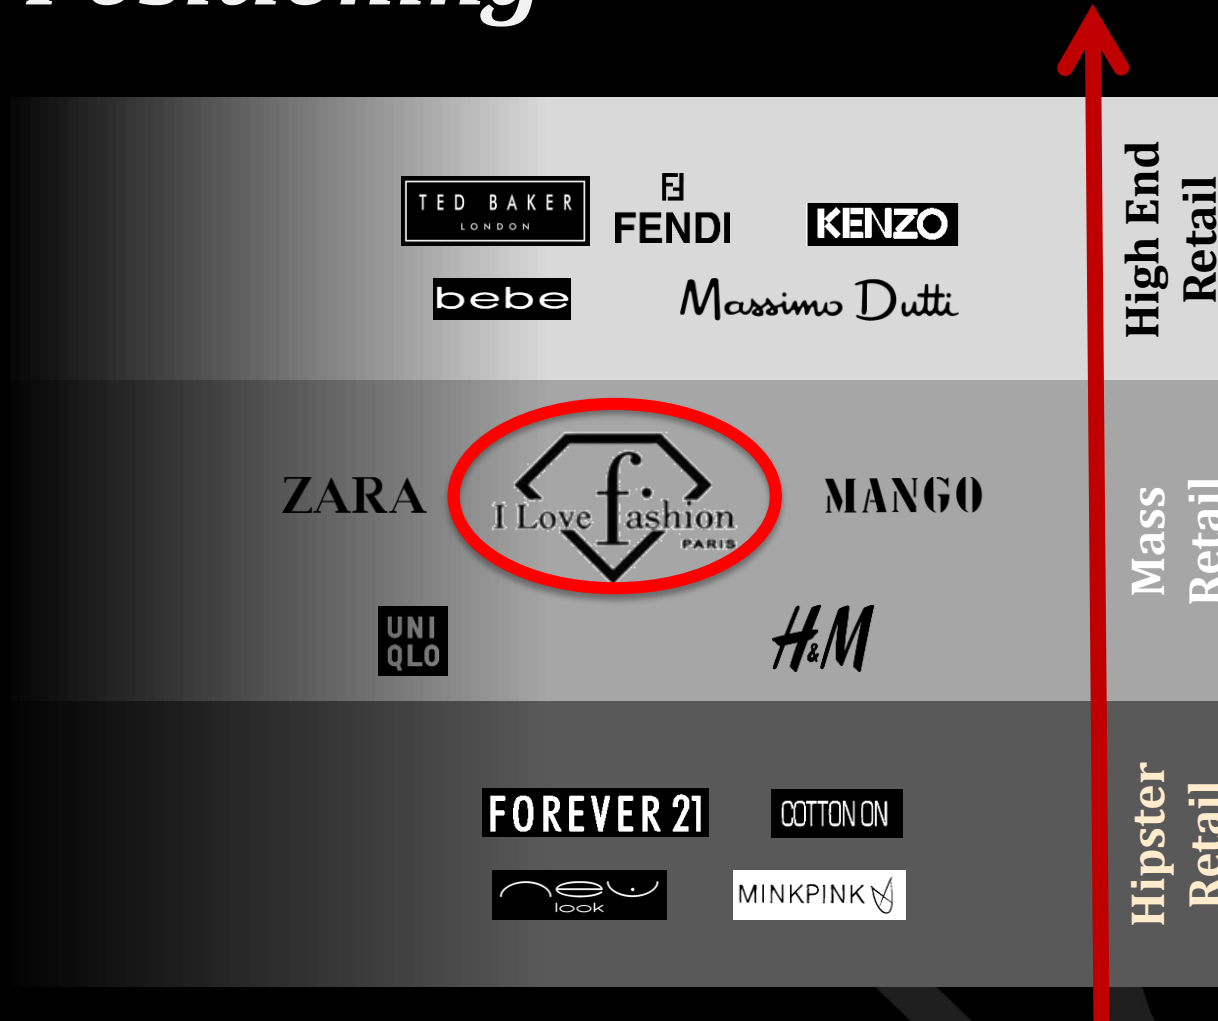 Positioning
TED BAKER
LONDON
FENDI
KENZO
bebe
Massimo Dutti
High End
Retail
ZARA
I Love fashion
PARIS
MANGO
UNI
QLO
H&M
Mass
Retail
FOREVER 21
COTTON ON
new
look
MINKPINK
Hipster
Retail